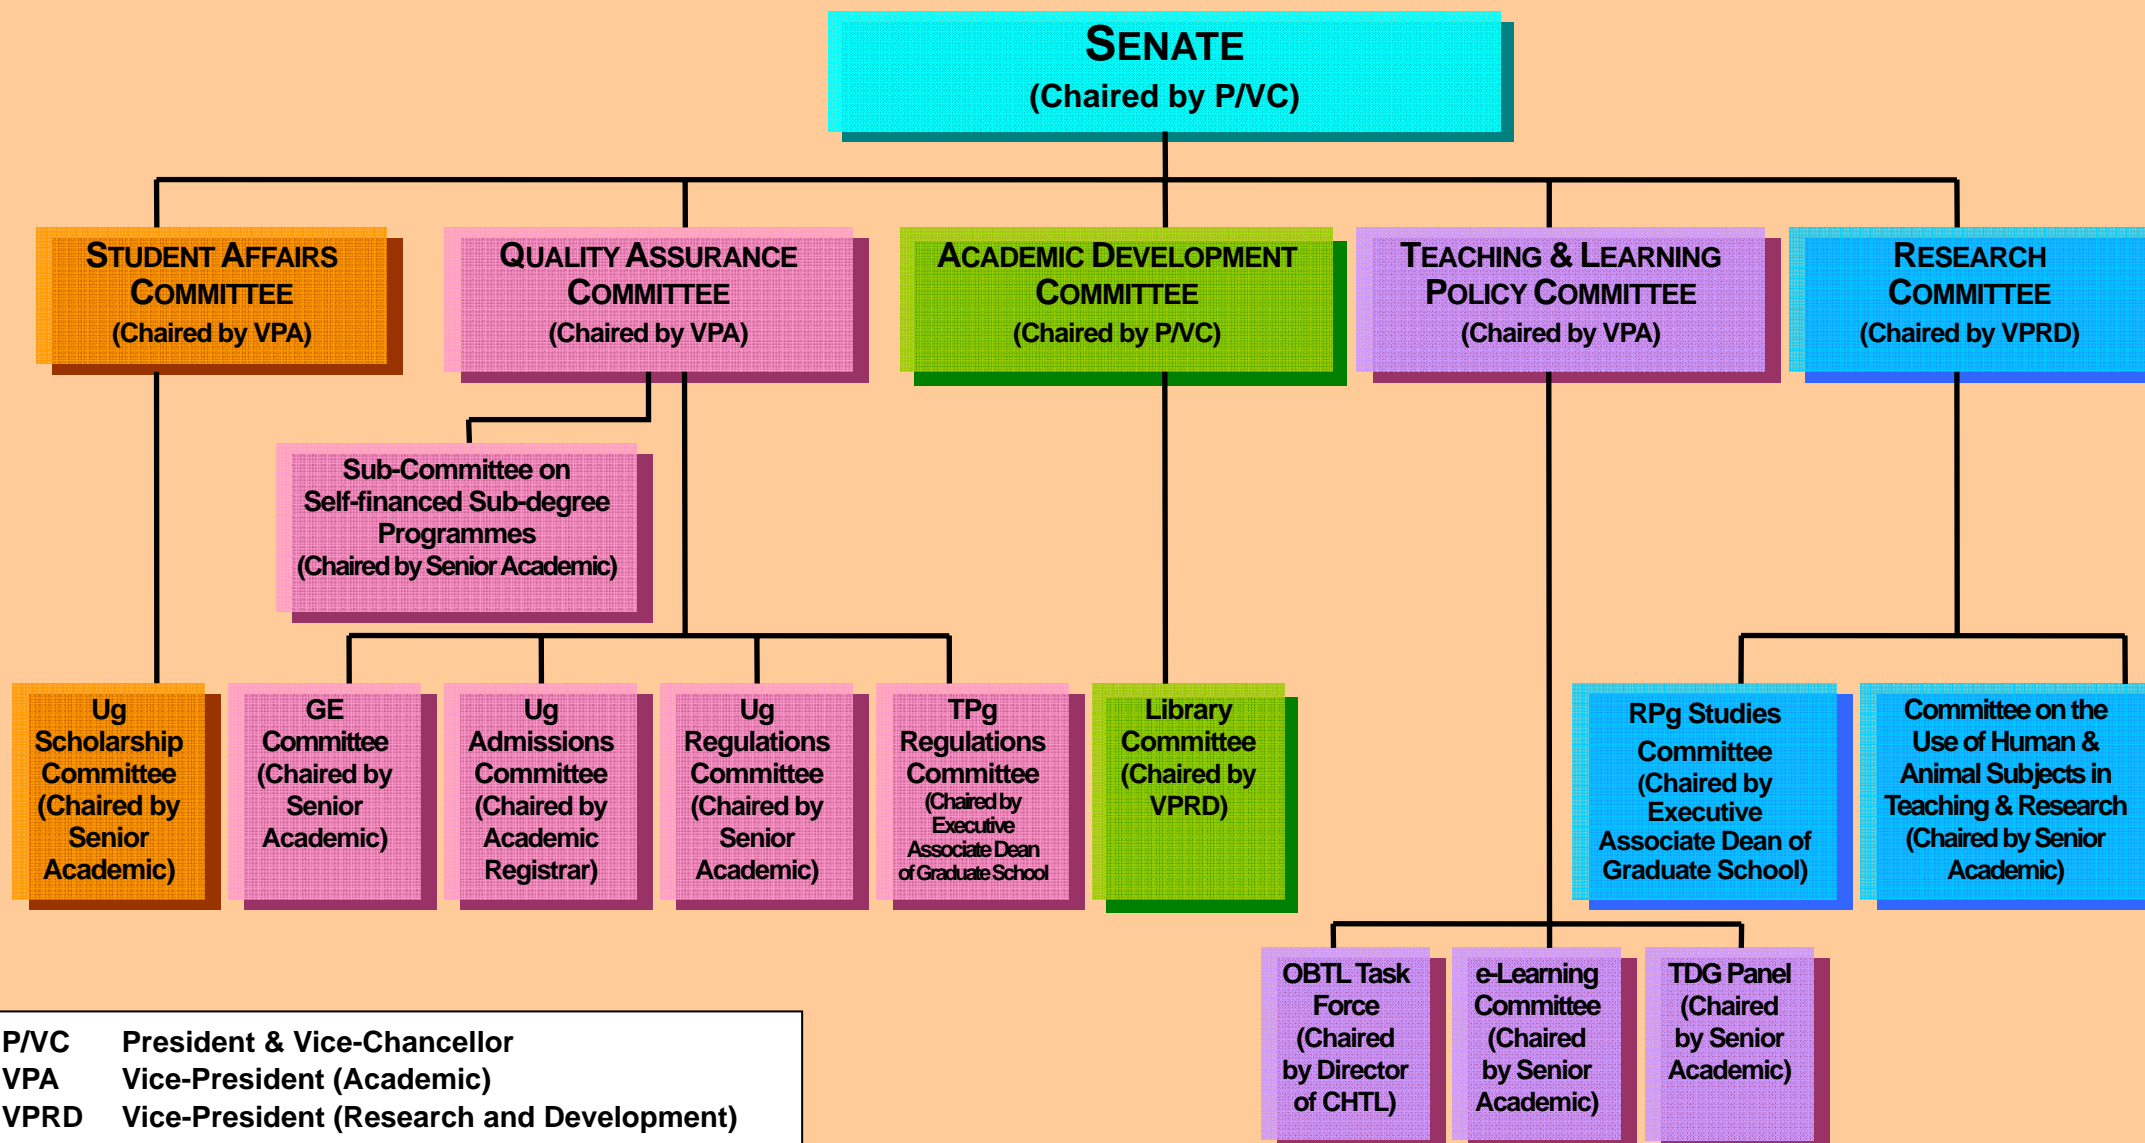 SENATE
(Chaired by P/VC)
STUDENT AFFAIRS
COMMITTEE
(Chaired by VPA)
QUALITY ASSURANCE
COMMITTEE
(Chaired by VPA)
ACADEMIC DEVELOPMENT
COMMITTEE
(Chaired by P/VC)
TEACHING & LEARNING
POLICY COMMITTEE
(Chaired by VPA)
RESEARCH
COMMITTEE
(Chaired by VPRD)
Sub-Committee on
Self-financed Sub-degree
Programmes
(Chaired by Senior Academic)
Ug
Scholarship
Committee
(Chaired by
Senior
Academic)
GE
Committee
(Chaired by
Senior
Academic)
Ug
Admissions
Committee
(Chaired by
Academic
Registrar)
Ug
Regulations
Committee
(Chaired by
Senior
Academic)
TPg
Regulations
Committee
(Chaired by
Executive
Associate Dean
of Graduate School
Library
Committee
(Chaired by
VPRD)
RPg Studies
Committee
(Chaired by
Executive
Associate Dean of
Graduate School)
Committee on the
Use of Human &
Animal Subjects in
Teaching & Research
(Chaired by Senior
Academic)
OBTL Task
Force
(Chaired
by Director
of CHTL)
e-Learning
Committee
(Chaired
by Senior
Academic)
TDG Panel
(Chaired
by Senior
Academic)
P/VC President & Vice-Chancellor
VPA Vice-President (Academic)
VPRD Vice-President (Research and Development)